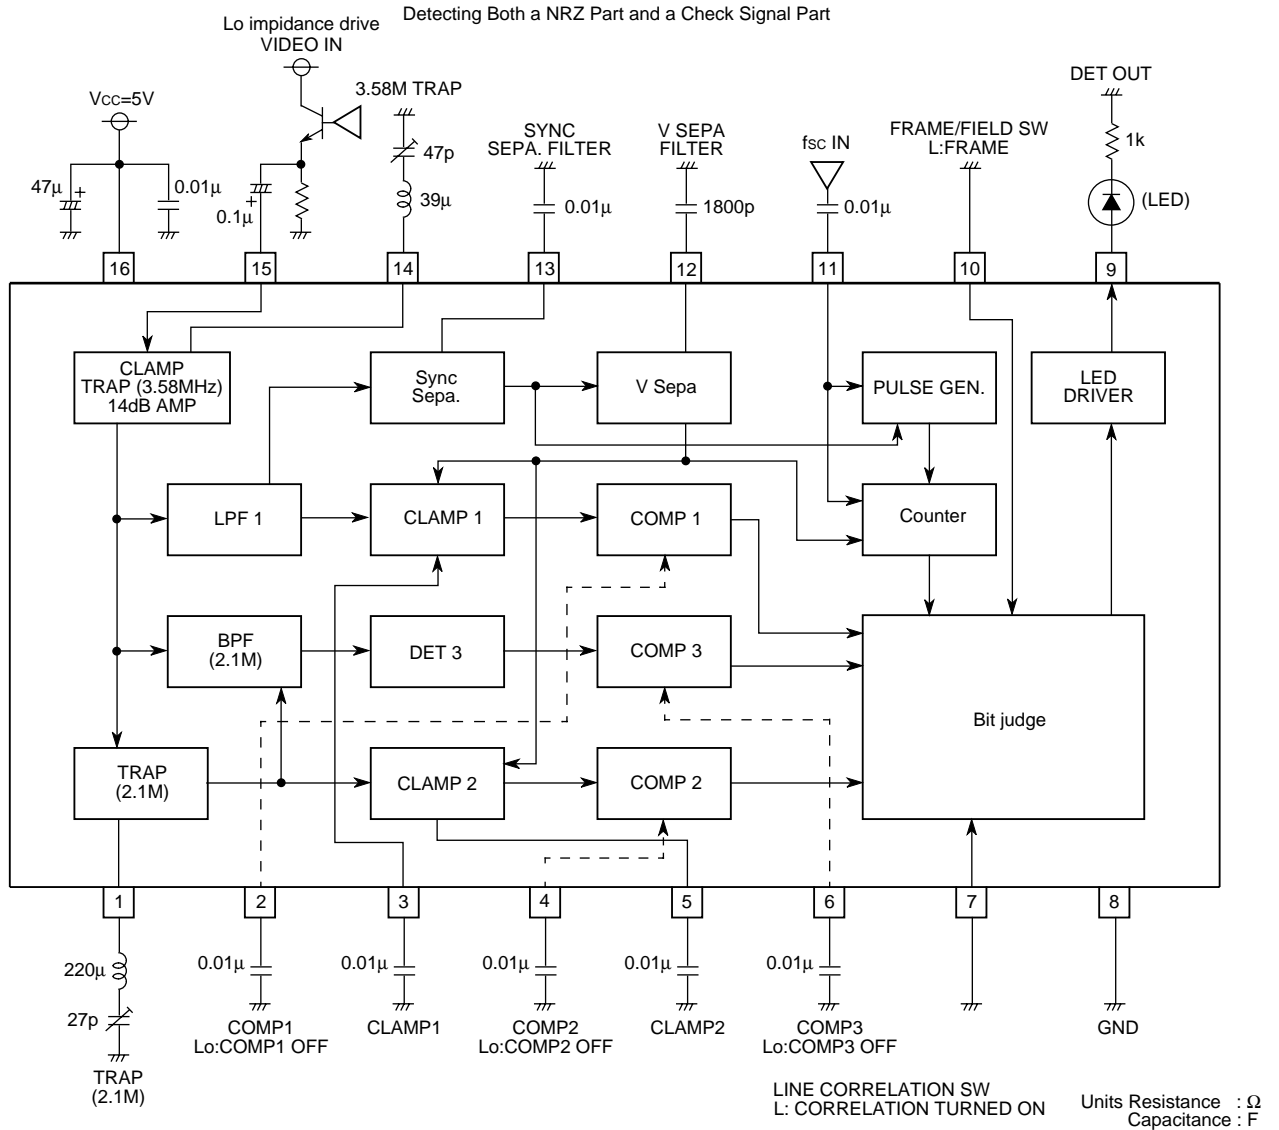 Detecting Both a NRZ Part and a Check Signal Part
Lo impidance drive
VIDEO IN
3.58M TRAP
DET OUT
Vcc=5V
SYNC
SEPA. FILTER
V SEPA
FILTER
fsc IN
FRAME/FIELD SW
L:FRAME
1k
47p
47μ
+
0.01μ
0.1μ
+
39μ
0.01μ
1800p
0.01μ
(LED)
16
15
14
13
12
11
10
9
CLAMP
TRAP (3.58MHz)
14dB AMP
Sync
Sepa.
V Sepa
PULSE GEN.
LED
DRIVER
LPF 1
CLAMP 1
COMP 1
Counter
BPF
(2.1M)
DET 3
COMP 3
Bit judge
TRAP
(2.1M)
CLAMP 2
COMP 2
1
2
3
4
5
6
7
8
220μ
0.01μ
0.01μ
0.01μ
0.01μ
0.01μ
27p
COMP1
Lo:COMP1 OFF
CLAMP1
COMP2
Lo:COMP2 OFF
CLAMP2
COMP3
Lo:COMP3 OFF
GND
TRAP
(2.1M)
LINE CORRELATION SW
L: CORRELATION TURNED ON
Units Resistance : Ω
Capacitance : F